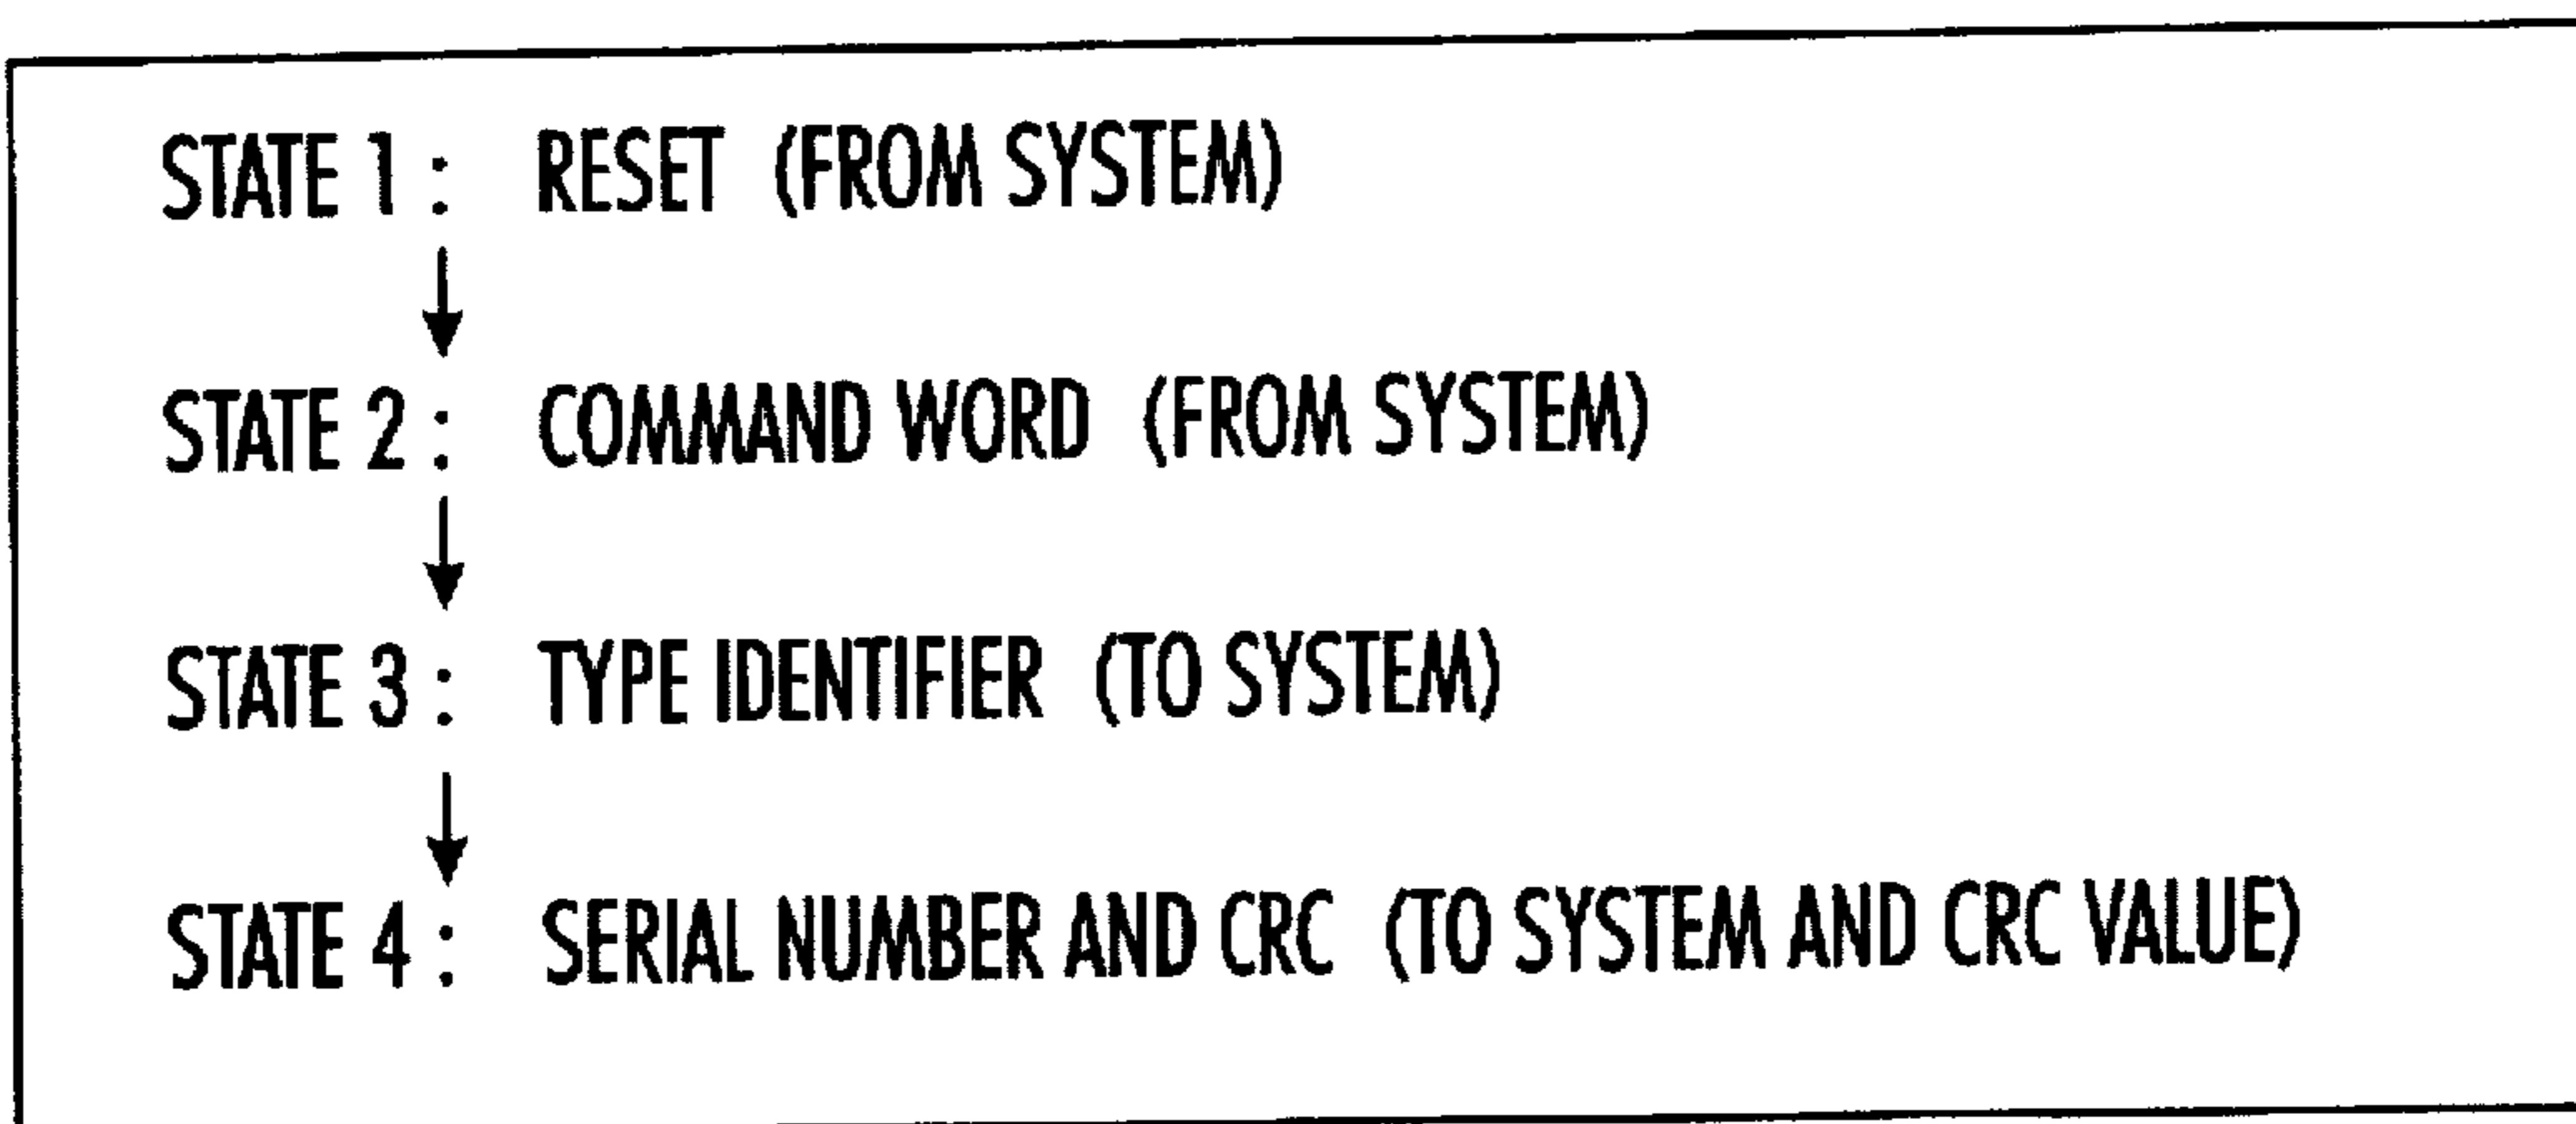 STATE 1 : RESET (FROM SYSTEM)
STATE 2 : COMMAND WORD (FROM SYSTEM)
STATE 3 : TYPE IDENTIFIER (TO SYSTEM)
STATE 4 : SERIAL NUMBER AND CRC (TO SYSTEM AND CRC VALUE)